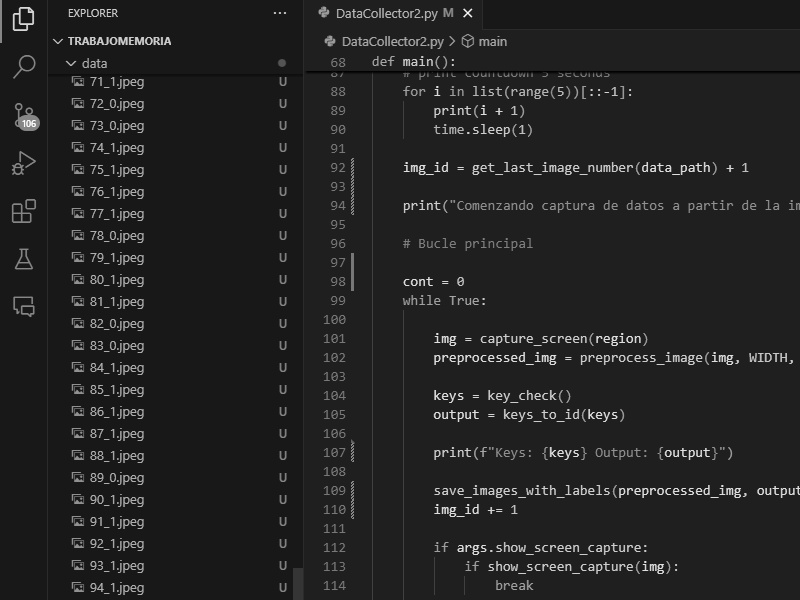 EXPLORER ···
TRABAJOMEMORIA
data
71_1.jpeg U
72_0.jpeg U
73_0.jpeg U
74_1.jpeg U
75_1.jpeg U
76_1.jpeg U
77_1.jpeg U
78_0.jpeg U
79_1.jpeg U
80_1.jpeg U
81_1.jpeg U
82_0.jpeg U
83_0.jpeg U
84_1.jpeg U
85_1.jpeg U
86_1.jpeg U
87_1.jpeg U
88_1.jpeg U
89_0.jpeg U
90_1.jpeg U
91_1.jpeg U
92_1.jpeg U
93_1.jpeg U
94_1.jpeg U
106
DataCollector2.py M
DataCollector2.py > main
68 def main():
87 # print countdown 5 seconds
88 for i in list(range(5))[::-1]:
89 print(i + 1)
90 time.sleep(1)
91
92 img_id = get_last_image_number(data_path) + 1
93
94 print("Comenzando captura de datos a partir de la im
95
96 # Bucle principal
97
98 cont = 0
99 while True:
100
101 img = capture_screen(region)
102 preprocessed_img = preprocess_image(img, WIDTH,
103
104 keys = key_check()
105 output = keys_to_id(keys)
106
107 print(f"Keys: {keys} Output: {output}")
108
109 save_images_with_labels(preprocessed_img, output
110 img_id += 1
111
112 if args.show_screen_capture:
113 if show_screen_capture(img):
114 break